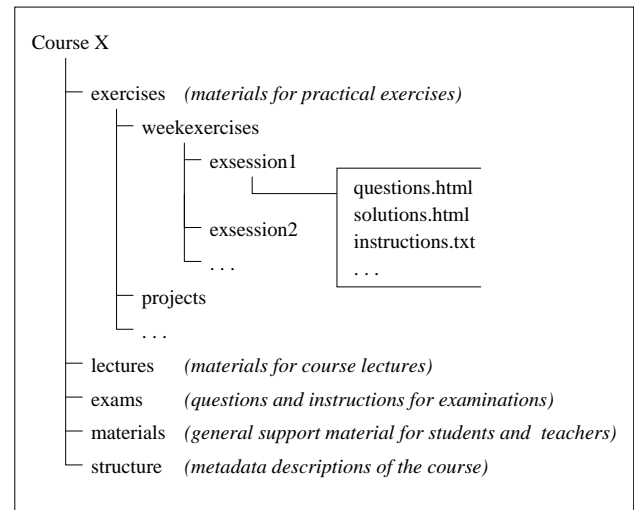 Course X
exercises (materials for practical exercises)
weekexercises
exsession1
questions.html
solutions.html
instructions.txt
. . .
exsession2
. . .
projects
. . .
lectures (materials for course lectures)
exams (questions and instructions for examinations)
materials (general support material for students and teachers)
structure (metadada descriptions of the course)